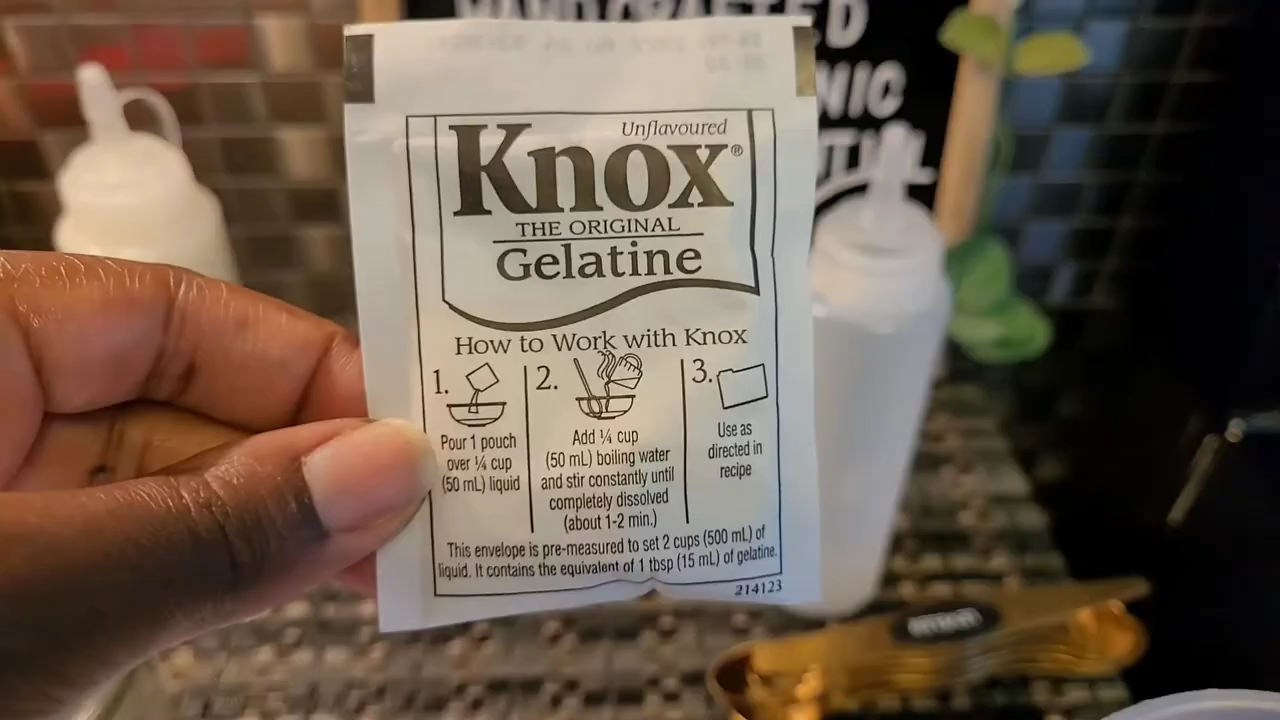 Unflavoured
Knox®
THE ORIGINAL
Gelatine
How to Work with Knox
1.
Pour 1 pouch
over ¼ cup
(50 mL) liquid
2.
Add ¼ cup
(50 mL) boiling water
and stir constantly until
completely dissolved
(about 1-2 min.)
3.
Use as
directed in
recipe
This envelope is pre-measured to set 2 cups (500 mL) of
liquid. It contains the equivalent of 1 tbsp (15 mL) of gelatine.
214123